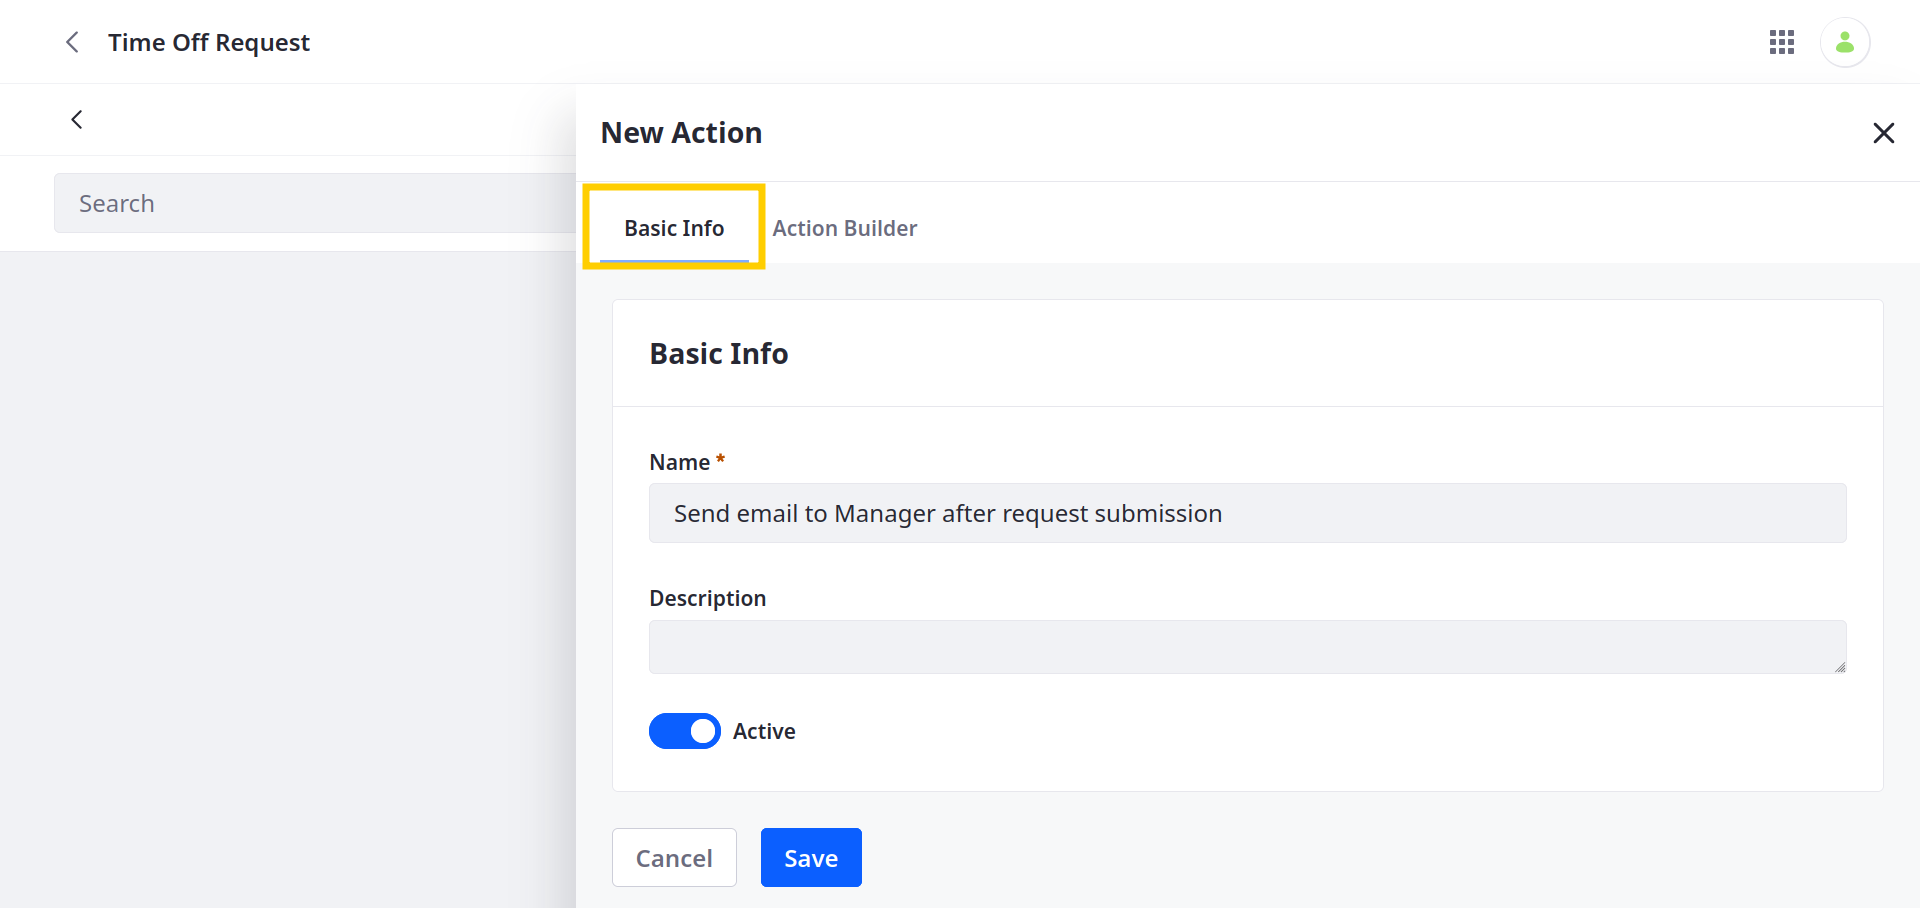 Time Off Request
Search
New Action
Basic Info
Action Builder
Basic Info
Name *
Send email to Manager after request submission
Description
Active
Cancel
Save